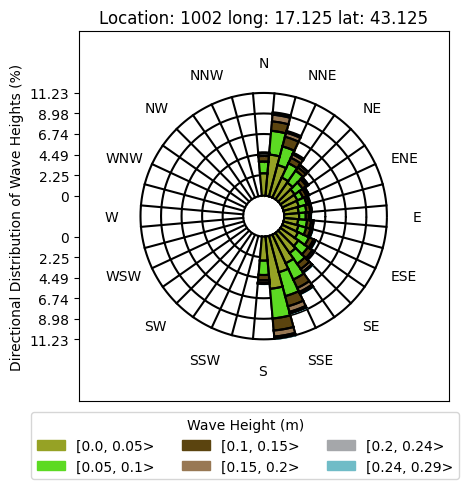 Location: 1002 long: 17.125 lat: 43.125
N
NNW
NNE
NW
NE
WNW
ENE
W
E
WSW
ESE
SW
SE
SSW
SSE
S
11.23
8.98
6.74
4.49
2.25
0
0
2.25
4.49
6.74
8.98
11.23
Directional Distribution of Wave Heights (%)
Wave Height (m)
[0.0, 0.05>
[0.05, 0.1>
[0.1, 0.15>
[0.15, 0.2>
[0.2, 0.24>
[0.24, 0.29>